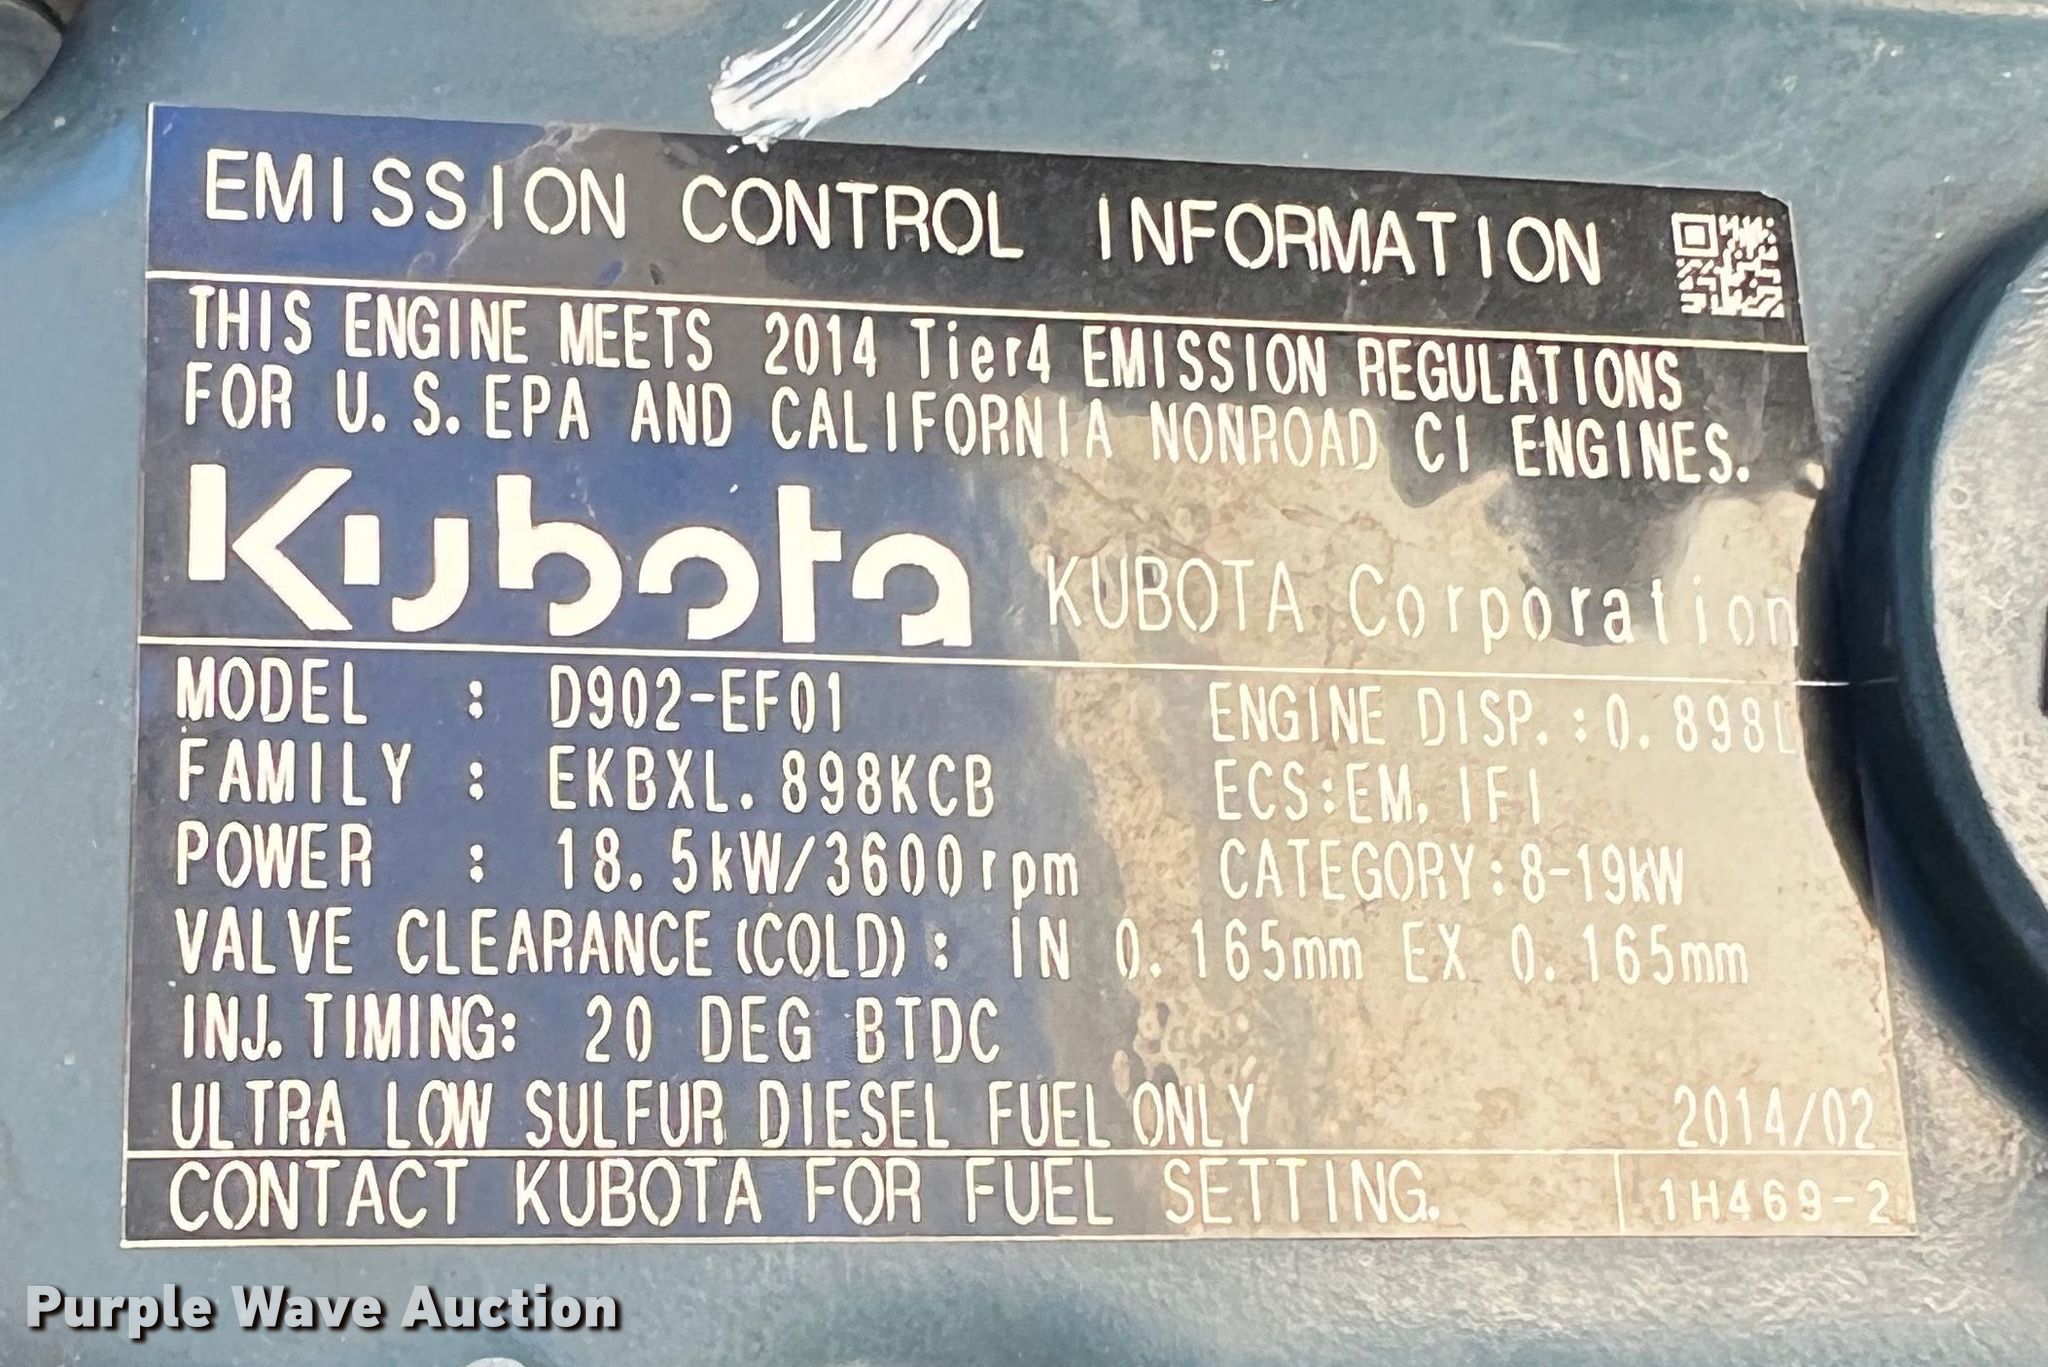 EMISSION CONTROL INFORMATION
THIS ENGINE MEETS 2014 Tier4 EMISSION REGULATIONS
FOR U.S.EPA AND CALIFORNIA NONROAD CI ENGINES.
Kubota KUBOTA Corporation
MODEL : D902-EF01 ENGINE DISP.:0.898L
FAMILY : EKBXL.898KCB ECS:EM, IFI
POWER : 18.5kW/3600rpm CATEGORY:8-19kW
VALVE CLEARANCE(COLD): IN 0.165mm EX 0.165mm
INJ.TIMING: 20 DEG BTDC
ULTRA LOW SULFUR DIESEL FUEL ONLY 2014/02
CONTACT KUBOTA FOR FUEL SETTING. 1H469-2
Purple Wave Auction